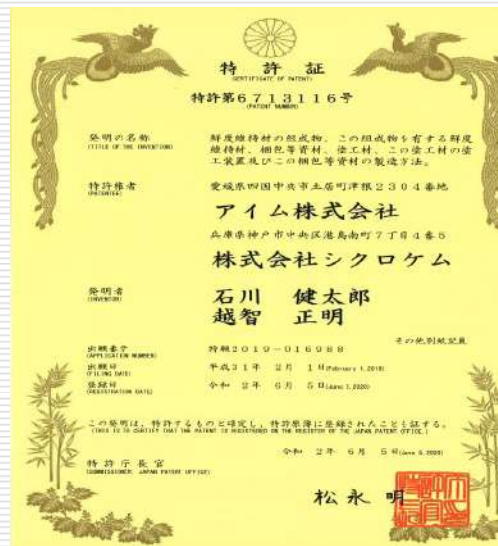 特許証
(CERTIFICATE OF PATENT)
特許第6713116号
(PATENT NUMBER)
発明の名称
(TITLE OF THE INVENTION)
鮮度維持材の組成物、この組成物を有する鮮度
維持材、梱包等資材、塗工材、この塗工材の塗
工装置及びこの梱包等資材の製造方法。
特許権者
(PATENTEE)
愛媛県四国中央市土居町津根2304番地
アイム株式会社
兵庫県神戸市中央区港島南町7丁目4番5
株式会社シクロケム
発明者
(INVENTOR)
石川 健太郎
越智 正明
その他別紙記載
出願番号
(APPLICATION NUMBER)
特願2019-016988
出願日
(FILING DATE)
平成31年 2月 1日(February 1,2019)
登録日
(REGISTRATION DATE)
令和 2年 6月 5日(June 5,2020)
この発明は、特許するものと確定し、特許原簿に登録されたことを証する。
(THIS IS TO CERTIFY THAT THE PATENT IS REGISTERED ON THE REGISTER OF THE JAPAN PATENT OFFICE.)
令和 2年 6月 5日(June 5,2020)
特許庁長官
(COMMISSIONER, JAPAN PATENT OFFICE)
松永 明